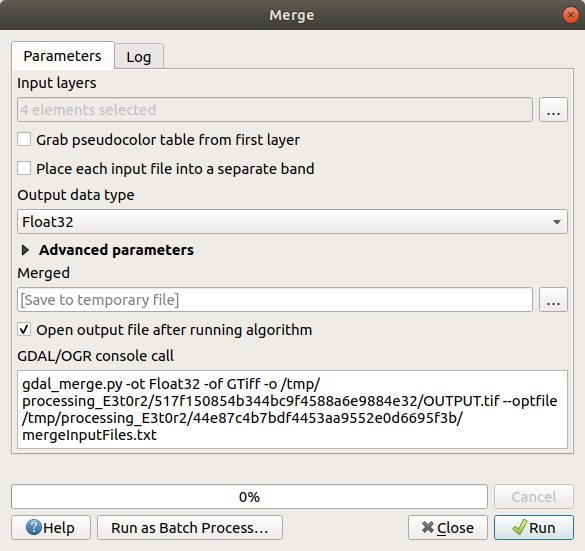 Merge
Parameters
Log
Input layers
4 elements selected
...
Grab pseudocolor table from first layer
Place each input file into a separate band
Output data type
Float32
Advanced parameters
Merged
[Save to temporary file]
...
Open output file after running algorithm
GDAL/OGR console call
gdal_merge.py -ot Float32 -of GTiff -o /tmp/
processing_E3t0r2/517f150854b344bc9f4588a6e9884e32/OUTPUT.tif --optfile
/tmp/processing_E3t0r2/44e87c4b7bdf4453aa9552e0d6695f3b/
mergeInputFiles.txt
0%
Cancel
Help
Run as Batch Process…
Close
Run